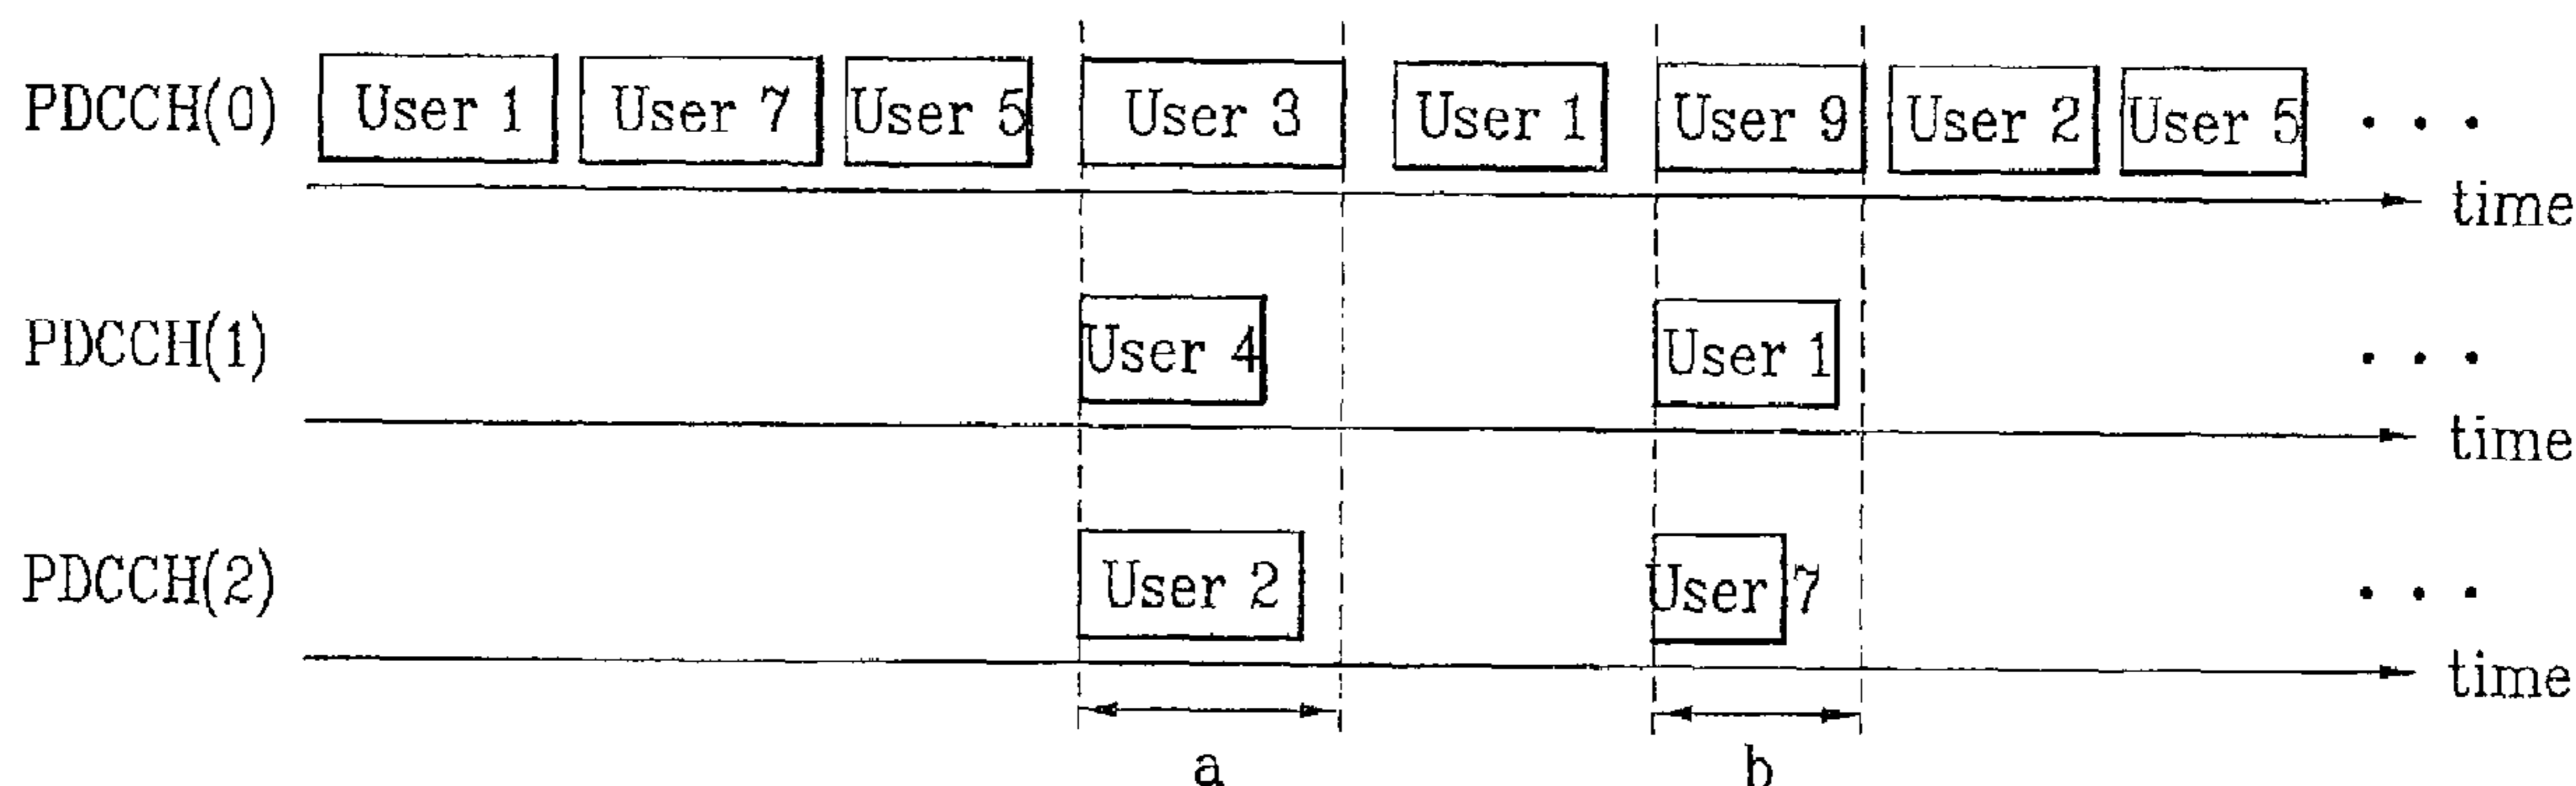 PDCCH(0) User 1 User 7 User 5 User 3 User 1 User 9 User 2 User 5 • • •
time
PDCCH(1) User 4 User 1 • • •
time
PDCCH(2) User 2 User 7 • • •
time
a b